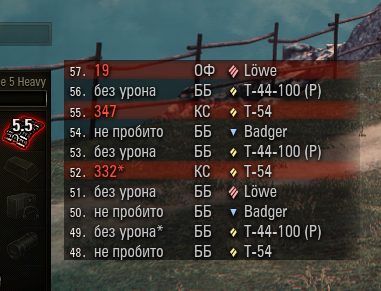 e 5 Heavy
5.5
57. 19 ОФ Löwe
56. без урона ББ T-44-100 (P)
55. 347 КС T-54
54. не пробито ББ Badger
53. без урона ББ T-44-100 (P)
52. 332* КС T-54
51. без урона ББ Löwe
50. не пробито ББ Badger
49. без урона* ББ T-44-100 (P)
48. не пробито ББ T-54